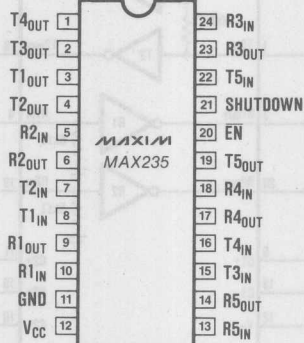 T4OUT 1 24 R3IN
T3OUT 2 23 R3OUT
T1OUT 3 22 T5IN
T2OUT 4 21 SHUTDOWN
R2IN 5 20 EN
MAXIM
R2OUT 6 MAX235 19 T5OUT
T2IN 7 18 R4IN
T1IN 8 17 R4OUT
R1OUT 9 16 T4IN
R1IN 10 15 T3IN
GND 11 14 R5OUT
VCC 12 13 R5IN